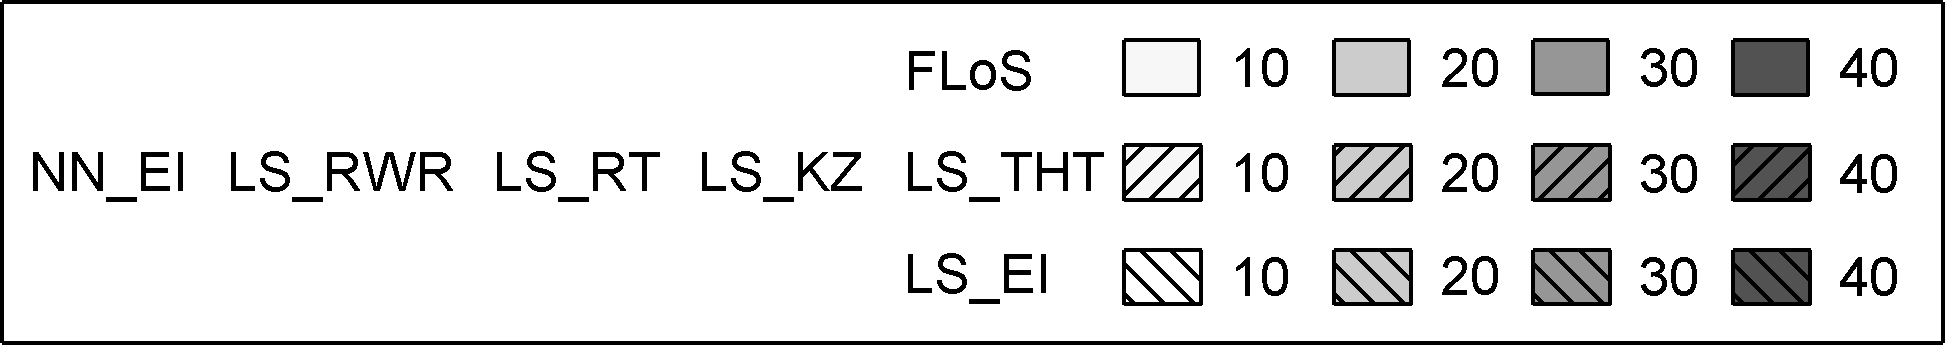 FLoS 10 20 30 40
NN_EI LS_RWR LS_RT LS_KZ LS_THT 10 20 30 40
LS_EI 10 20 30 40